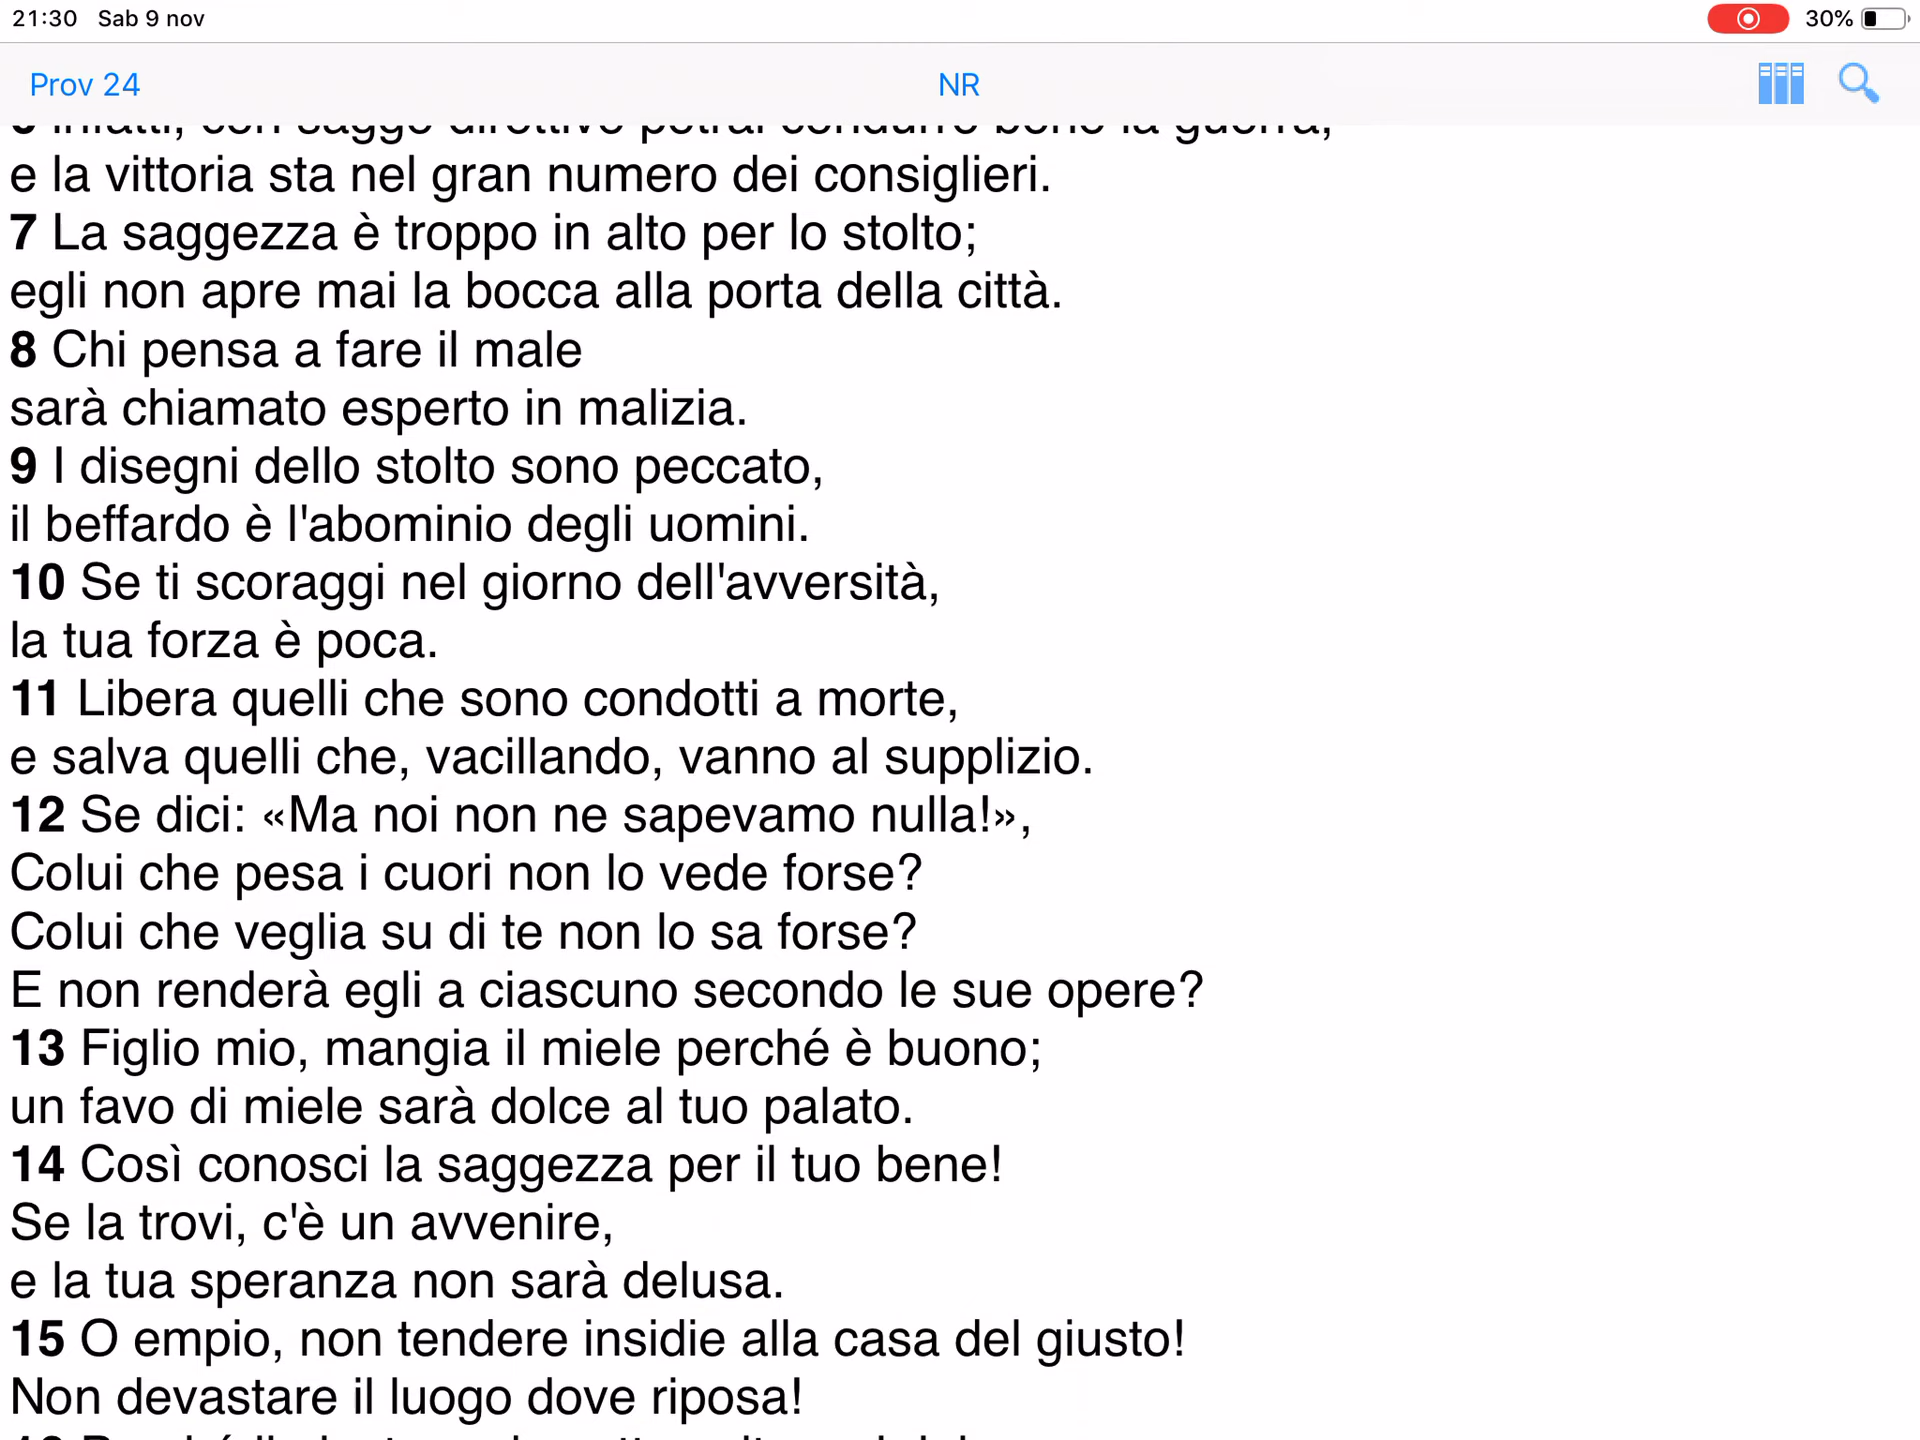 21:30 Sab 9 nov 30%
Prov 24 NR
infatti, con sagge direttive potrai condurre bene la guerra,
e la vittoria sta nel gran numero dei consiglieri.
7 La saggezza è troppo in alto per lo stolto;
egli non apre mai la bocca alla porta della città.
8 Chi pensa a fare il male
sarà chiamato esperto in malizia.
9 I disegni dello stolto sono peccato,
il beffardo è l'abominio degli uomini.
10 Se ti scoraggi nel giorno dell'avversità,
la tua forza è poca.
11 Libera quelli che sono condotti a morte,
e salva quelli che, vacillando, vanno al supplizio.
12 Se dici: «Ma noi non ne sapevamo nulla!»,
Colui che pesa i cuori non lo vede forse?
Colui che veglia su di te non lo sa forse?
E non renderà egli a ciascuno secondo le sue opere?
13 Figlio mio, mangia il miele perché è buono;
un favo di miele sarà dolce al tuo palato.
14 Così conosci la saggezza per il tuo bene!
Se la trovi, c'è un avvenire,
e la tua speranza non sarà delusa.
15 O empio, non tendere insidie alla casa del giusto!
Non devastare il luogo dove riposa!